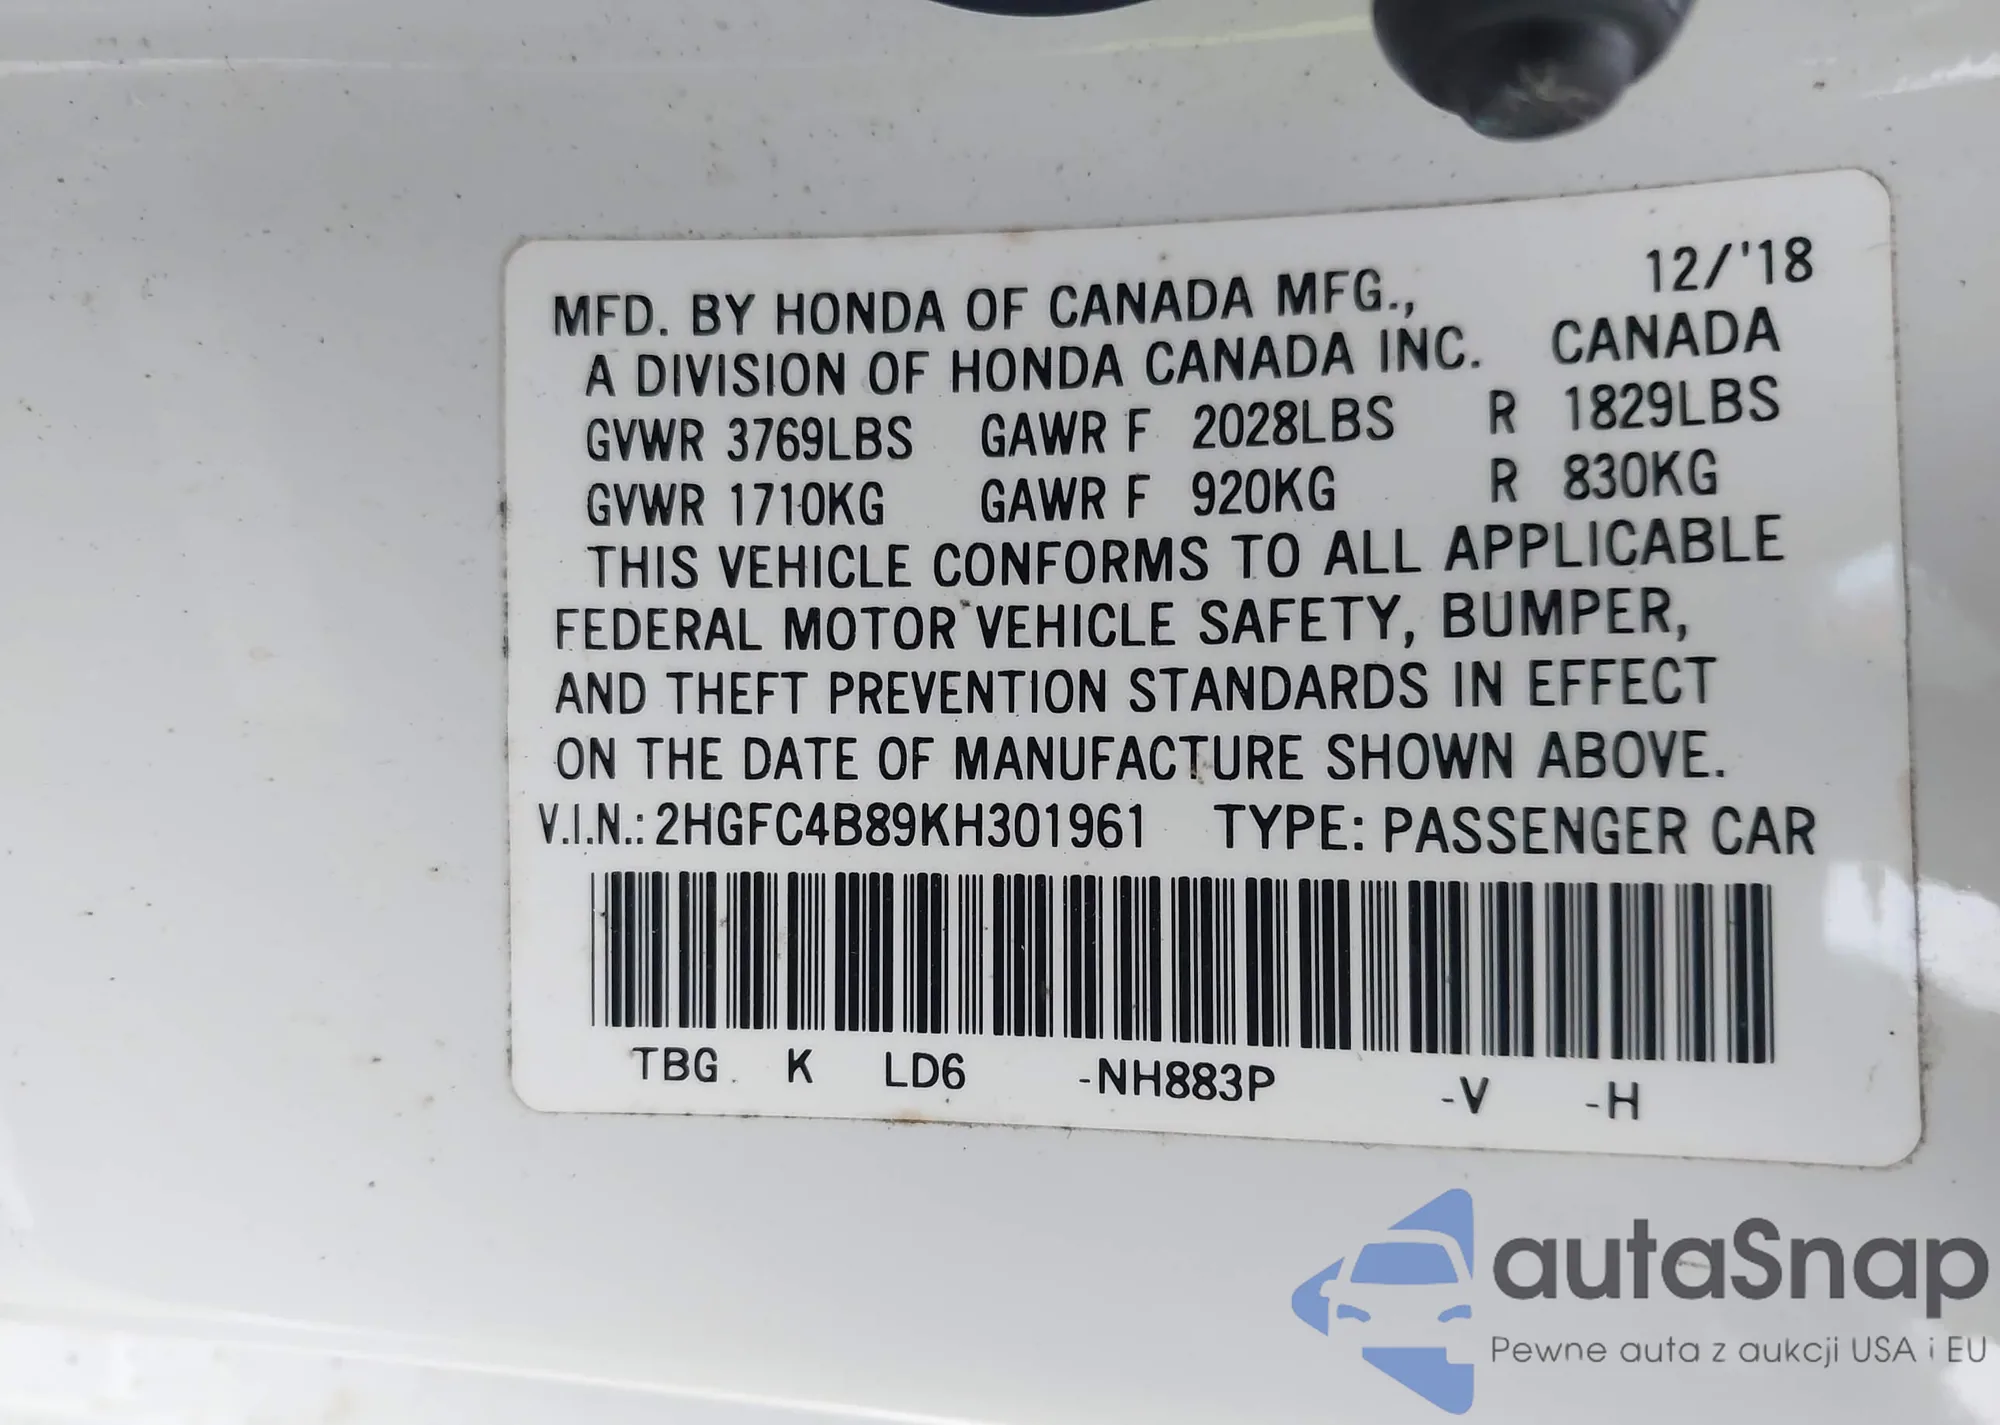 12/'18
MFD. BY HONDA OF CANADA MFG.,
A DIVISION OF HONDA CANADA INC. CANADA
GVWR 3769LBS GAWR F 2028LBS R 1829LBS
GVWR 1710KG GAWR F 920KG R 830KG
THIS VEHICLE CONFORMS TO ALL APPLICABLE
FEDERAL MOTOR VEHICLE SAFETY, BUMPER,
AND THEFT PREVENTION STANDARDS IN EFFECT
ON THE DATE OF MANUFACTURE SHOWN ABOVE.
V.I.N.: 2HGFC4B89KH301961 TYPE: PASSENGER CAR
TBG K LD6 -NH883P -V -H
autaSnap
Pewne auta z aukcji USA i EU